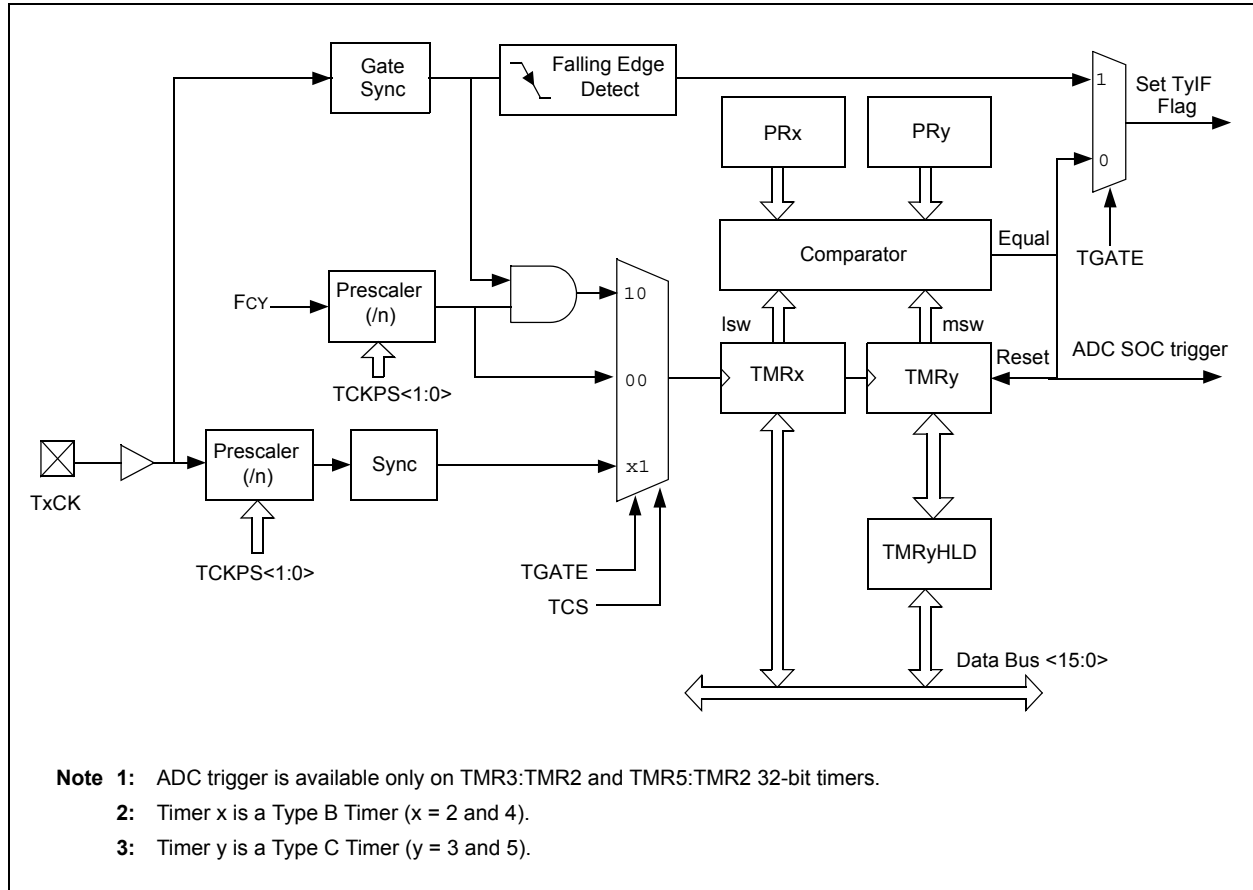 Gate
Sync
Falling Edge
Detect
1
Set TyIF
Flag
PRx
PRy
0
Comparator
Equal
TGATE
FCY
Prescaler
(/n)
10
lsw
msw
TCKPS<1:0>
00
TMRx
TMRy
Reset
ADC SOC trigger
TxCK
Prescaler
(/n)
Sync
x1
TCKPS<1:0>
TGATE
TCS
TMRyHLD
Data Bus <15:0>
Note 1: ADC trigger is available only on TMR3:TMR2 and TMR5:TMR2 32-bit timers.
2: Timer x is a Type B Timer (x = 2 and 4).
3: Timer y is a Type C Timer (y = 3 and 5).